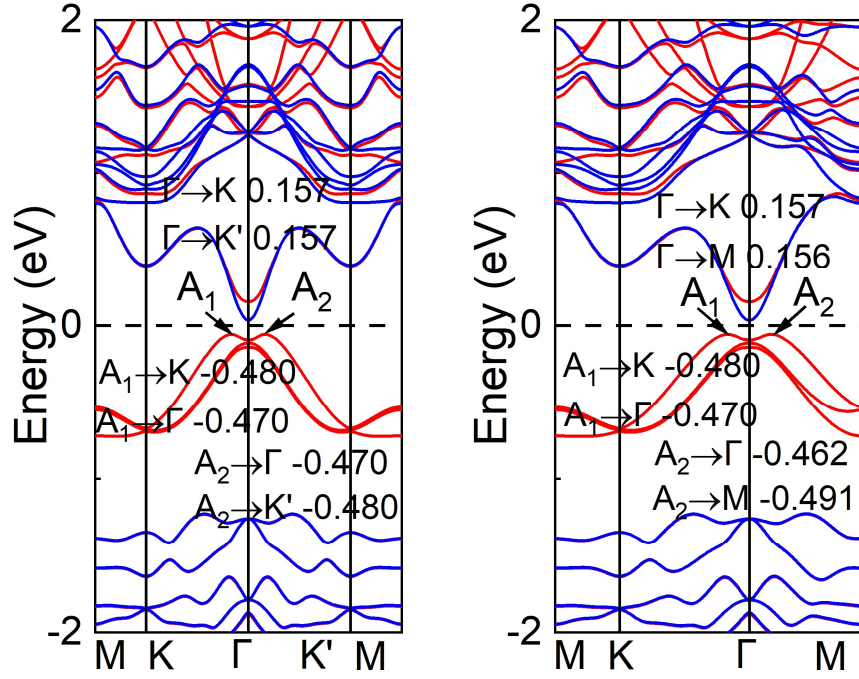 2
Energy (eV)
0
-2
Γ→K 0.157
Γ→K' 0.157
A₁ A₂
A₁→K -0.480
A₁→Γ -0.470
A₂→Γ -0.470
A₂→K' -0.480
M K Γ K' M
2
Energy (eV)
0
-2
Γ→K 0.157
Γ→M 0.156
A₁ A₂
A₁→K -0.480
A₁→Γ -0.470
A₂→Γ -0.462
A₂→M -0.491
M K Γ M